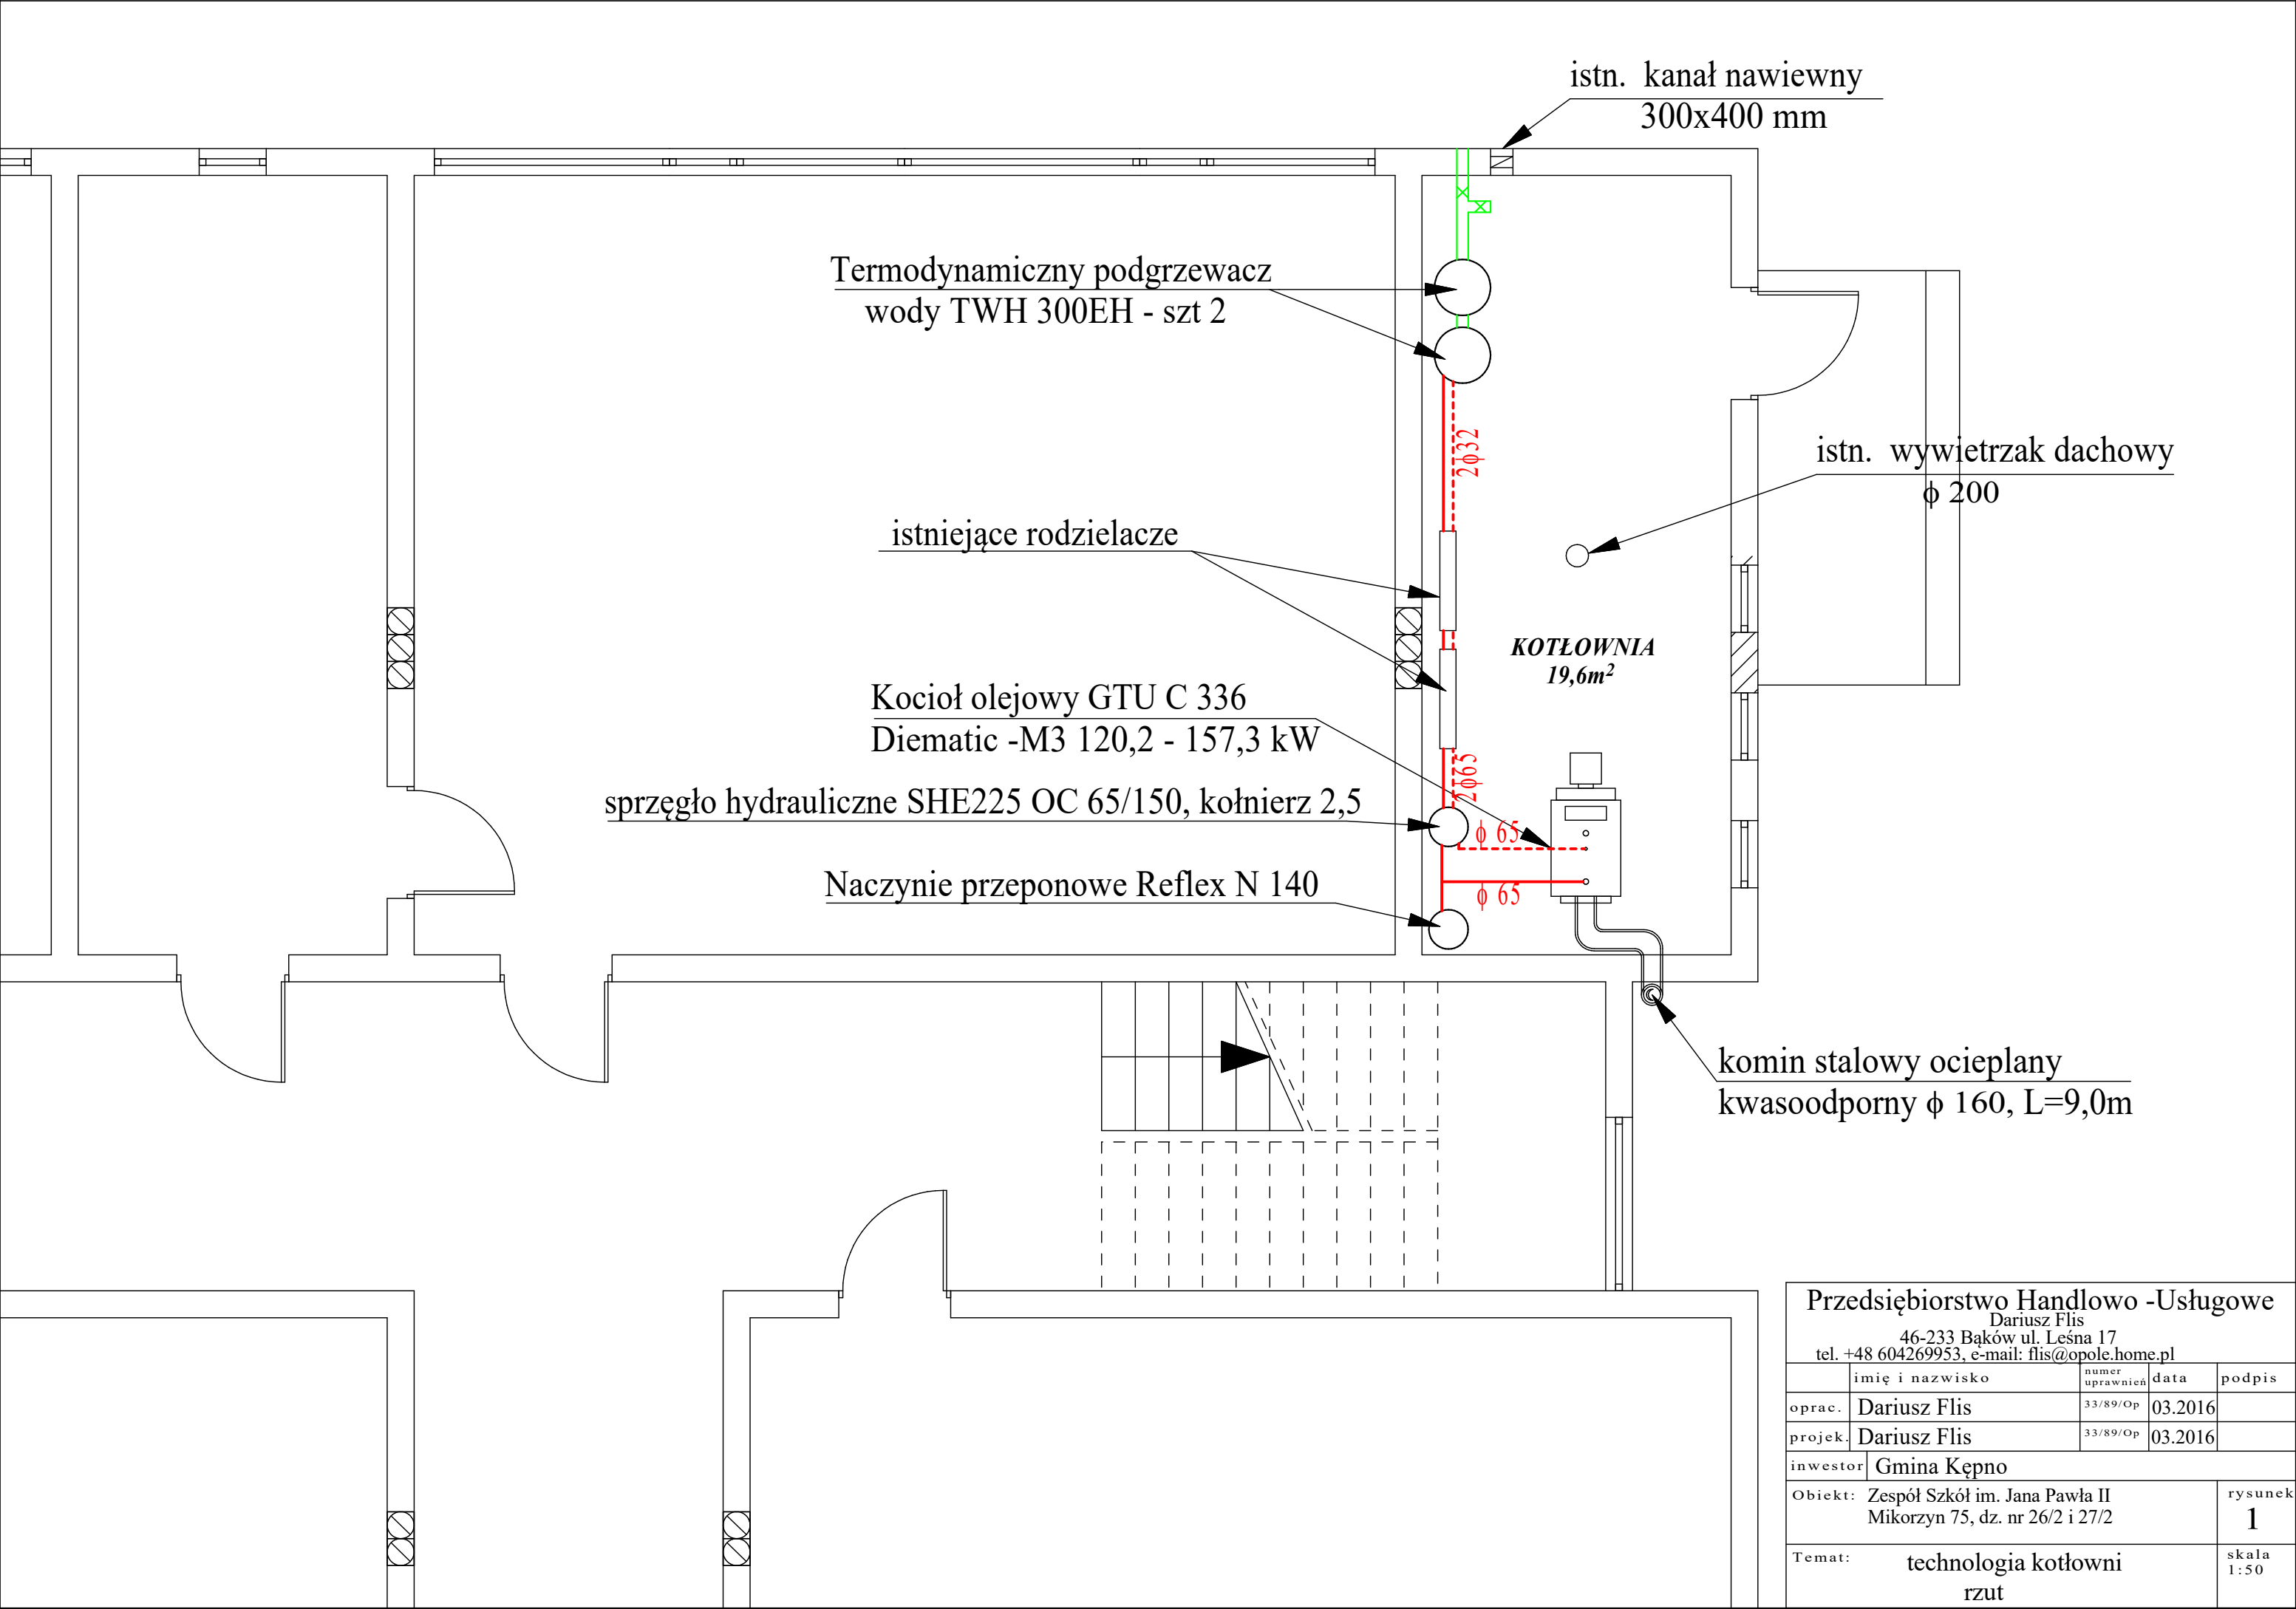 istn. kanał nawiewny
300x400 mm
Termodynamiczny podgrzewacz
wody TWH 300EH - szt 2
2ϕ32
istn. wywietrzak dachowy
ϕ 200
istniejące rodzielacze
KOTŁOWNIA
19,6m²
Kocioł olejowy GTU C 336
Diematic -M3 120,2 - 157,3 kW
2ϕ65
sprzęgło hydrauliczne SHE225 OC 65/150, kołnierz 2,5
ϕ 65
Naczynie przeponowe Reflex N 140
ϕ 65
komin stalowy ocieplany
kwasoodporny ϕ 160, L=9,0m
Przedsiębiorstwo Handlowo -Usługowe
Dariusz Flis
46-233 Bąków ul. Leśna 17
tel. +48 604269953, e-mail: flis@opole.home.pl
imię i nazwisko numer uprawnień data podpis
oprac. Dariusz Flis 33/89/Op 03.2016
projek. Dariusz Flis 33/89/Op 03.2016
inwestor Gmina Kępno
Obiekt: Zespół Szkół im. Jana Pawła II
Mikorzyn 75, dz. nr 26/2 i 27/2
rysunek
1
Temat: technologia kotłowni
rzut
skala
1:50